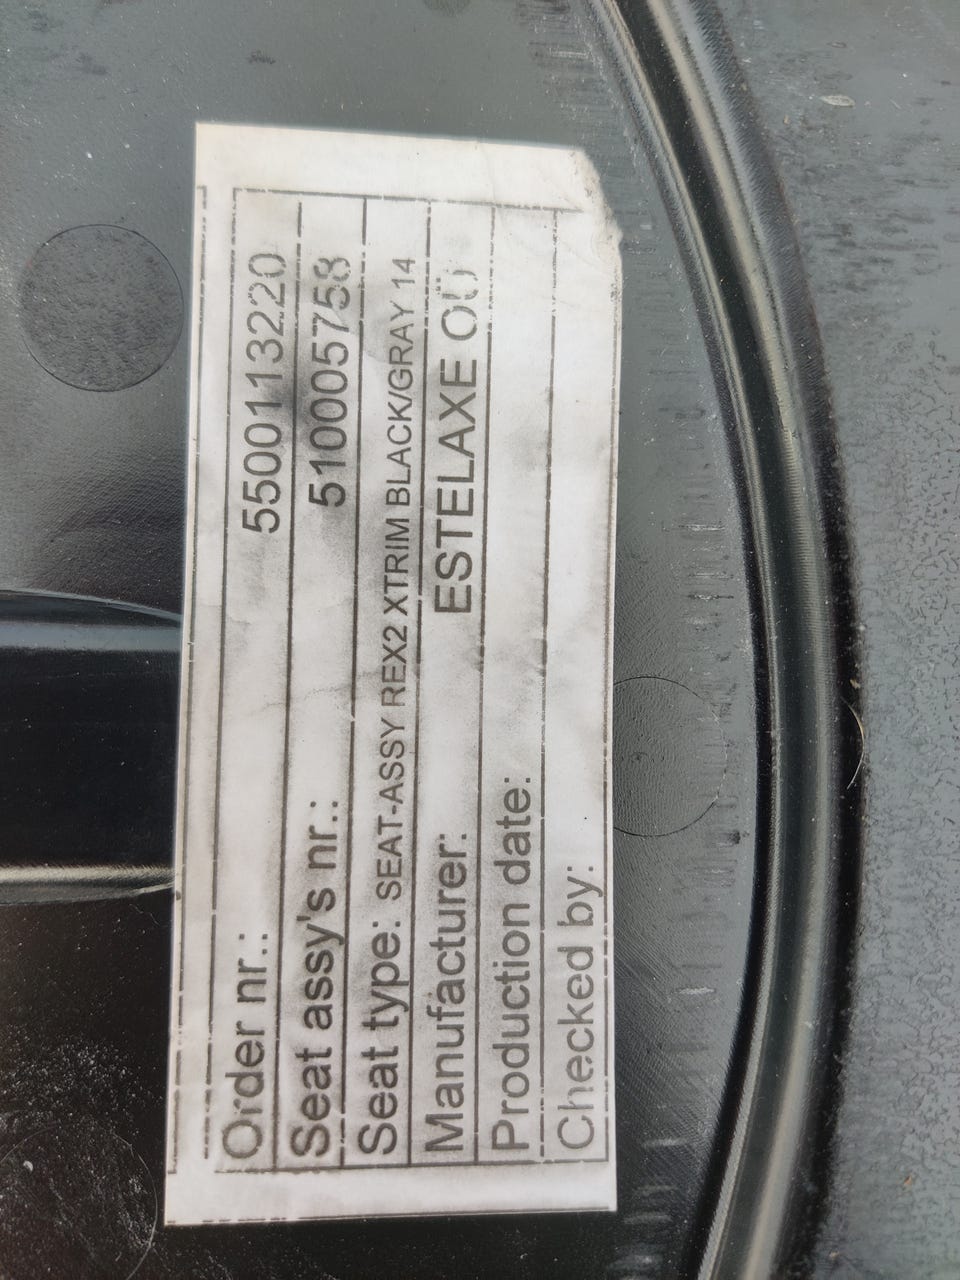 Order nr.: 5500113220
Seat assy's nr.: 510005758
Seat type: SEAT-ASSY REX2 XTRIM BLACK/GRAY 14
Manufacturer: ESTELAXE OÜ
Production date:
Checked by: